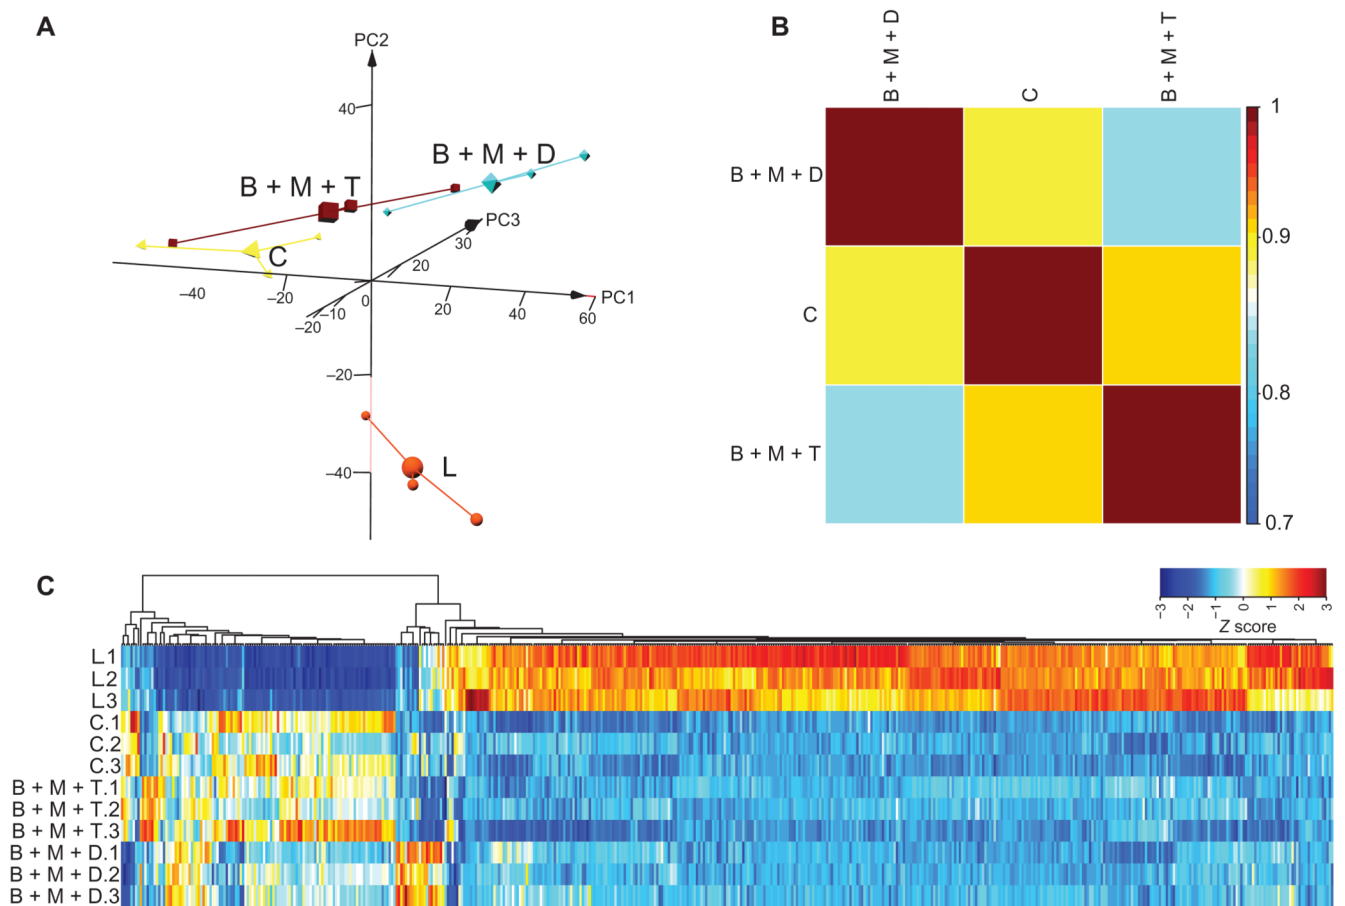 A
PC2
40
B + M + D
B + M + T
C
PC3
30
20
–40
–20
0
20
40
60
PC1
–10
–20
–20
–40
L
B
B + M + D
C
B + M + T
B + M + D
C
B + M + T
1
0.9
0.8
0.7
C
–3
–2
–1
0
1
2
3
Z score
L.1
L2
L3
C.1
C.2
C.3
B + M + T.1
B + M + T.2
B + M + T.3
B + M + D.1
B + M + D.2
B + M + D.3